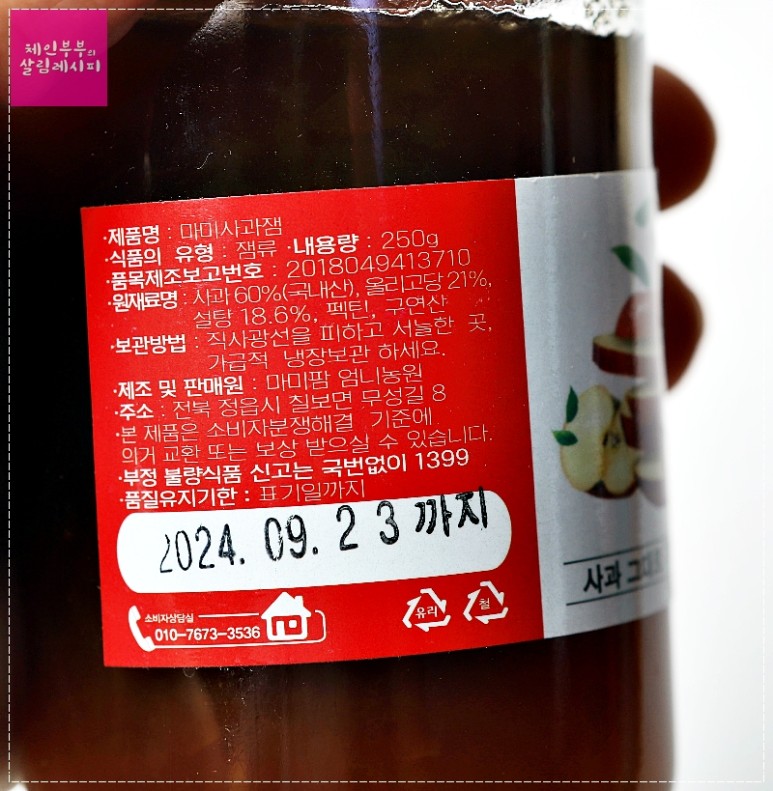 체인부부의
살림레시피
·제품명 : 마미사과잼
·식품의 유형 : 잼류 ·내용량 : 250g
·품목제조보고번호 : 2018049413710
·원재료명 : 사과60%(국내산), 올리고당21%,
설탕 18.6%, 펙틴, 구연산
·보관방법 : 직사광선을 피하고 서늘한 곳,
가급적 냉장보관 하세요.
·제조 및 판매원 : 마미팜 엄니농원
·주소 : 전북 정읍시 칠보면 무성길 8
·본 제품은 소비자분쟁해결 기준에
의거 교환 또는 보상 받으실 수 있습니다.
·부정 불량식품 신고는 국번없이 1399
·품질유지기한 : 표기일까지
2024. 09. 2 3 까지
소비자상담실
010-7673-3536
유리
철
사과